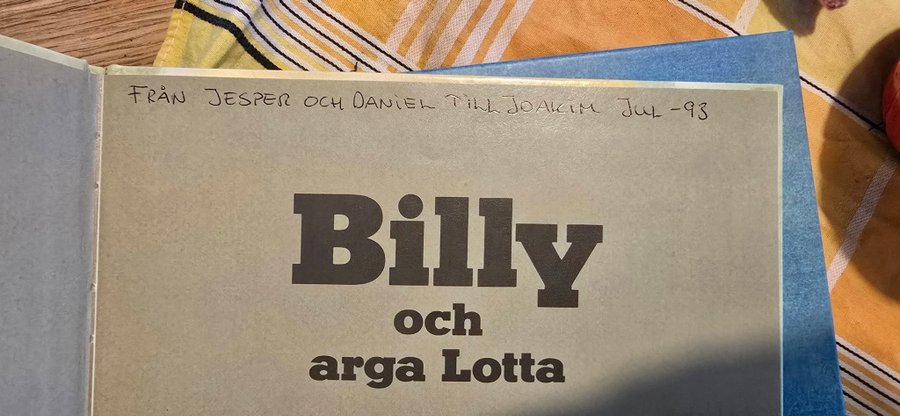 FRÅN JESPER OCH DANIEL TILL JOAKIM JUL -93
Billy
och
arga Lotta